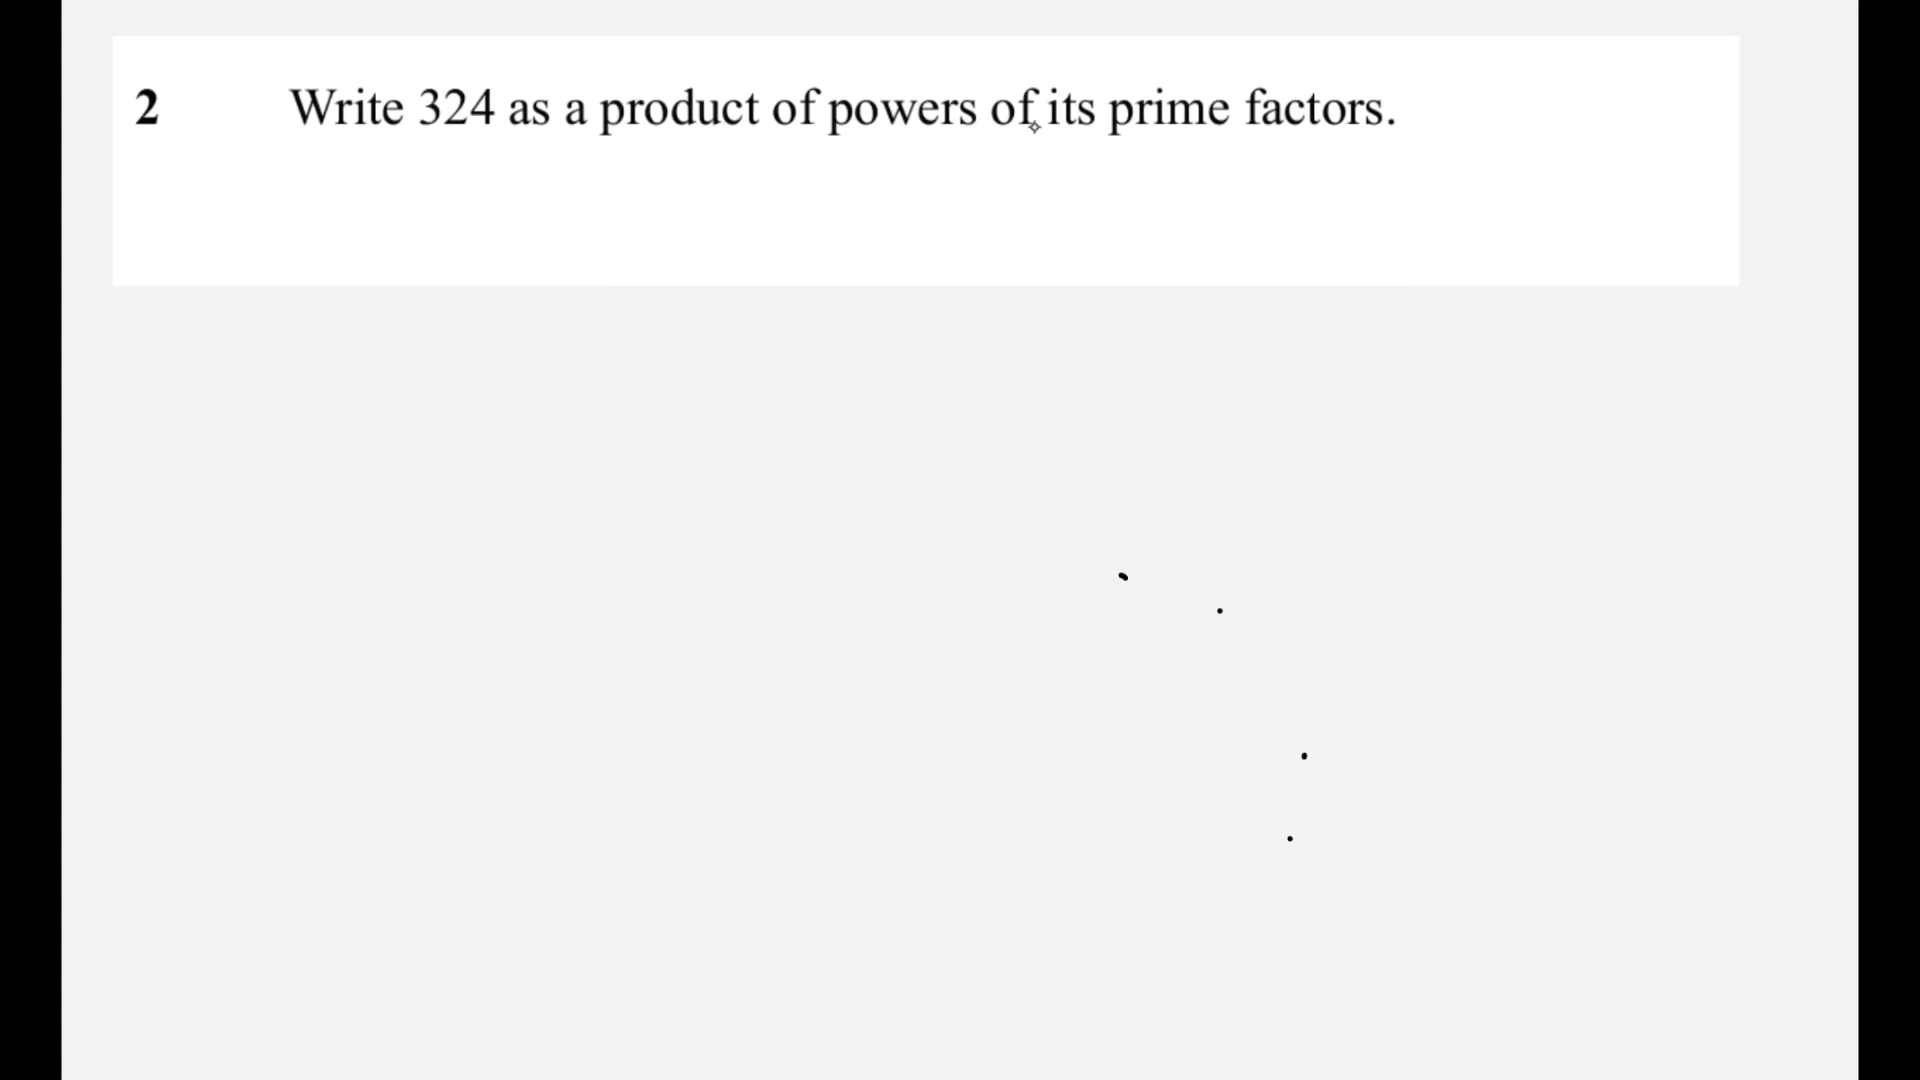 2 Write 324 as a product of powers of its prime factors.